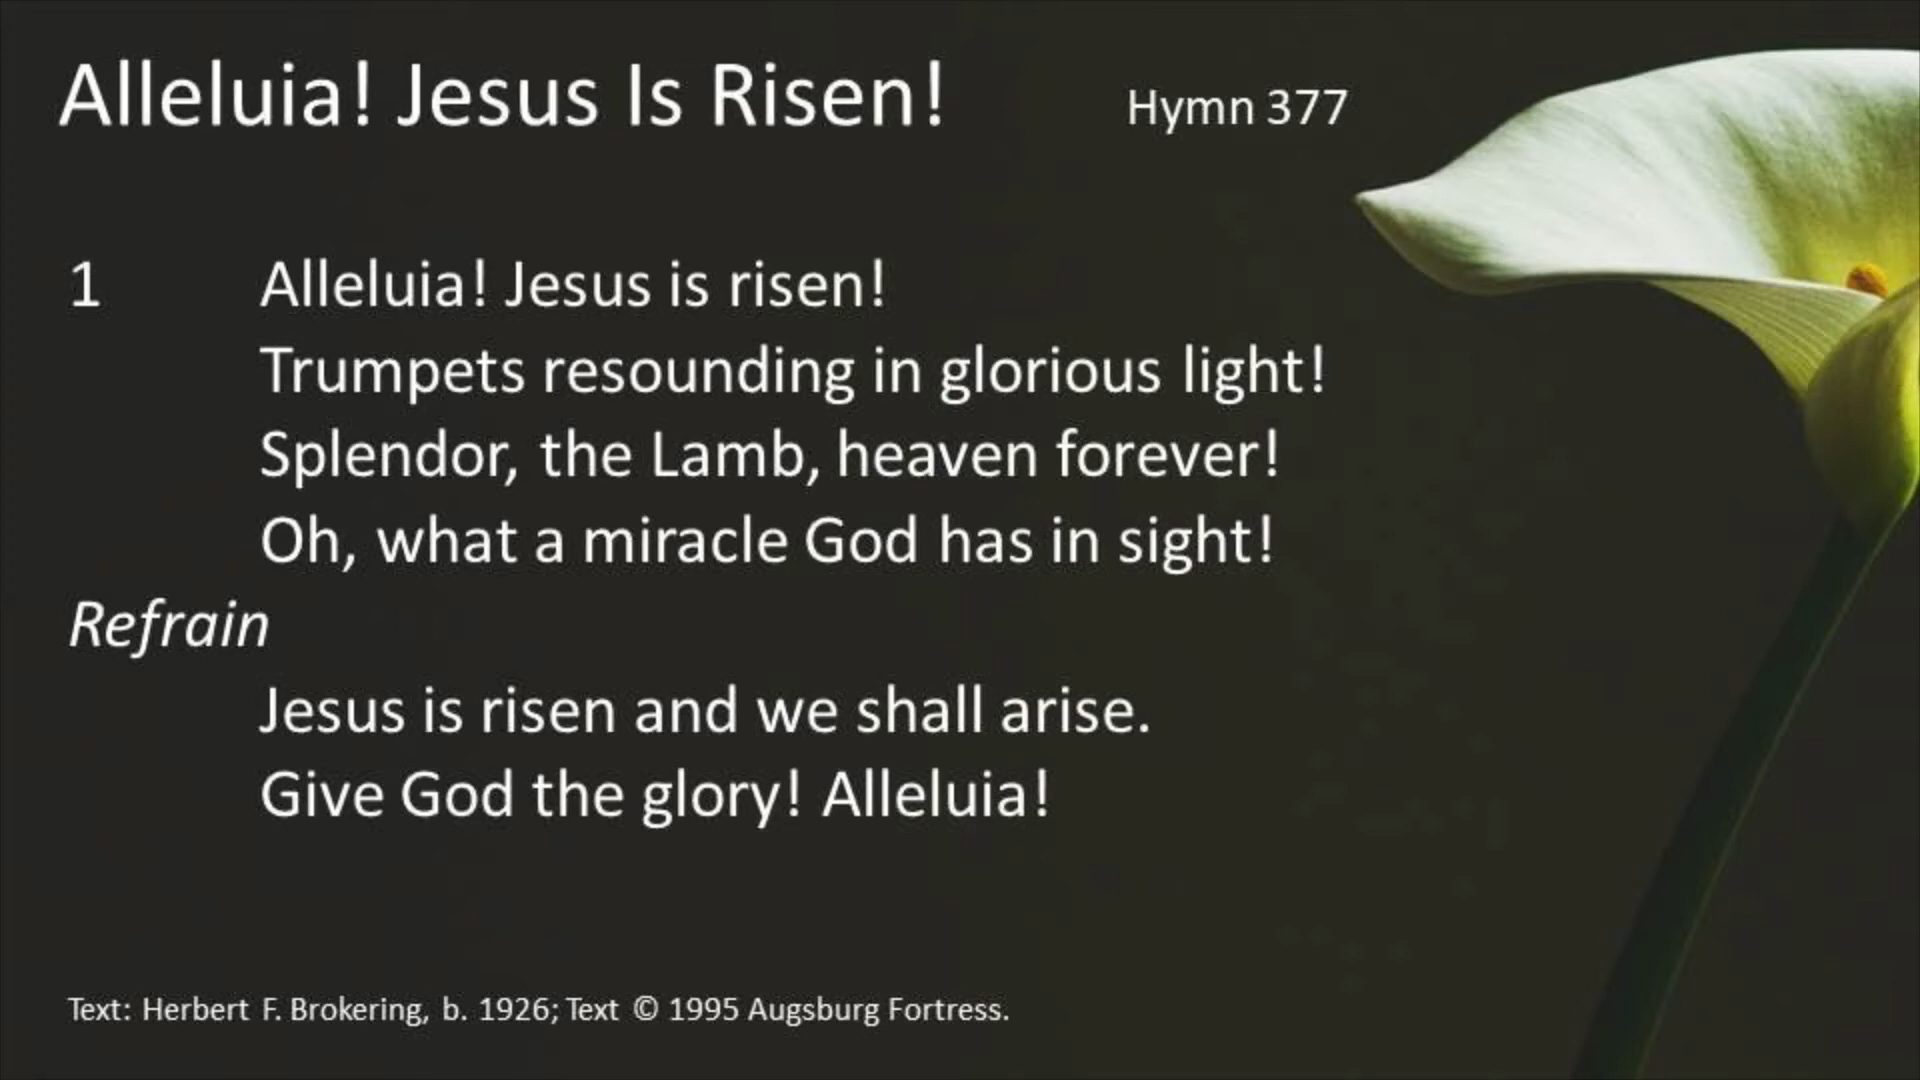 Alleluia! Jesus Is Risen! Hymn 377
1 Alleluia! Jesus is risen!
Trumpets resounding in glorious light!
Splendor, the Lamb, heaven forever!
Oh, what a miracle God has in sight!
Refrain
Jesus is risen and we shall arise.
Give God the glory! Alleluia!
Text: Herbert F. Brokering, b. 1926; Text © 1995 Augsburg Fortress.